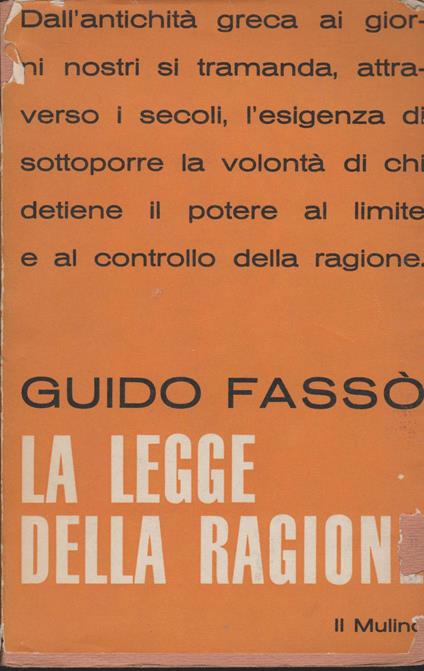 Dall'antichità greca ai gior-
ni nostri si tramanda, attra-
verso i secoli, l'esigenza di
sottoporre la volontà di chi
detiene il potere al limite
e al controllo della ragione.
GUIDO FASSÒ
LA LEGGE
DELLA RAGIONE
Il Mulino